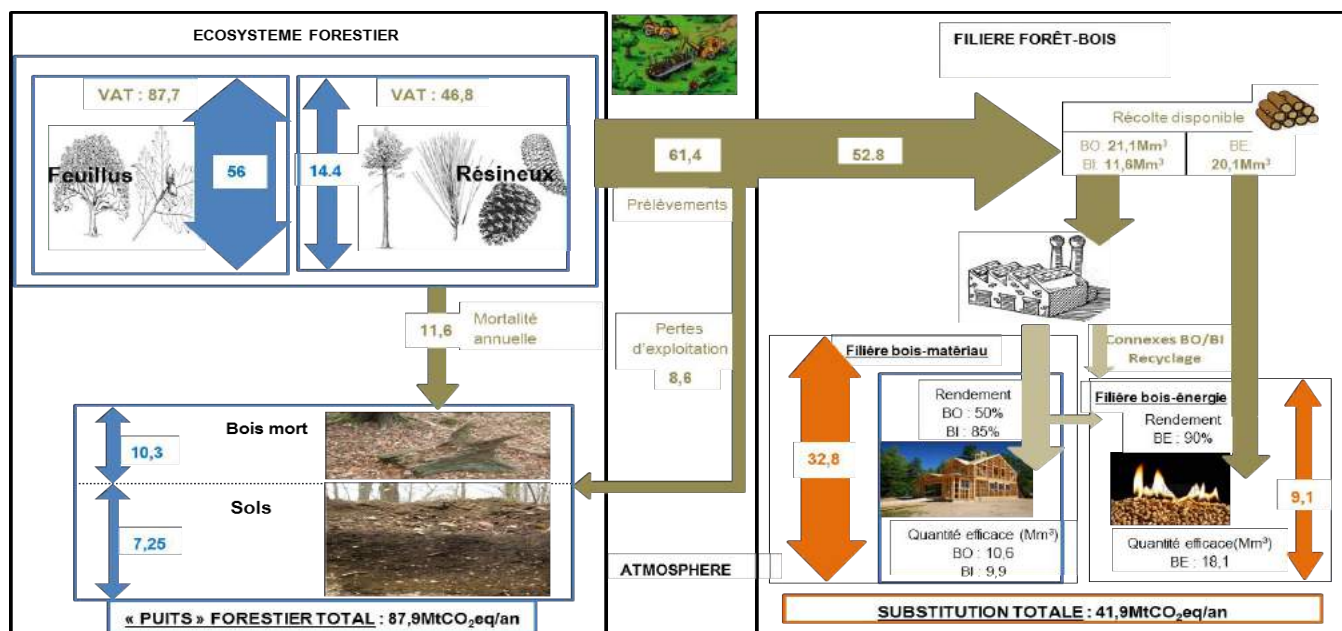 ECOSYSTEME FORESTIER
VAT : 87,7
Feuillus
56
VAT : 46,8
14.4
Résineux
11,6
Mortalité
annuelle
10,3
Bois mort
Sols
7,25
« PUITS » FORESTIER TOTAL : 87,9MtCO₂eq/an
61,4
52.8
Prélèvements
Pertes
d'exploitation
8,6
ATMOSPHERE
FILIERE FORÊT-BOIS
Récolte disponible
BO: 21,1Mm³
BI: 11,6Mm³
BE:
20,1Mm³
Connexes BO/BI
Recyclage
Filière bois-matériau
Rendement
BO : 50%
BI : 85%
32,8
Quantité efficace (Mm³)
BO : 10,6
BI : 9,9
Filière bois-énergie
Rendement
BE : 90%
9,1
Quantité efficace(Mm³)
BE : 18,1
SUBSTITUTION TOTALE : 41,9MtCO₂eq/an